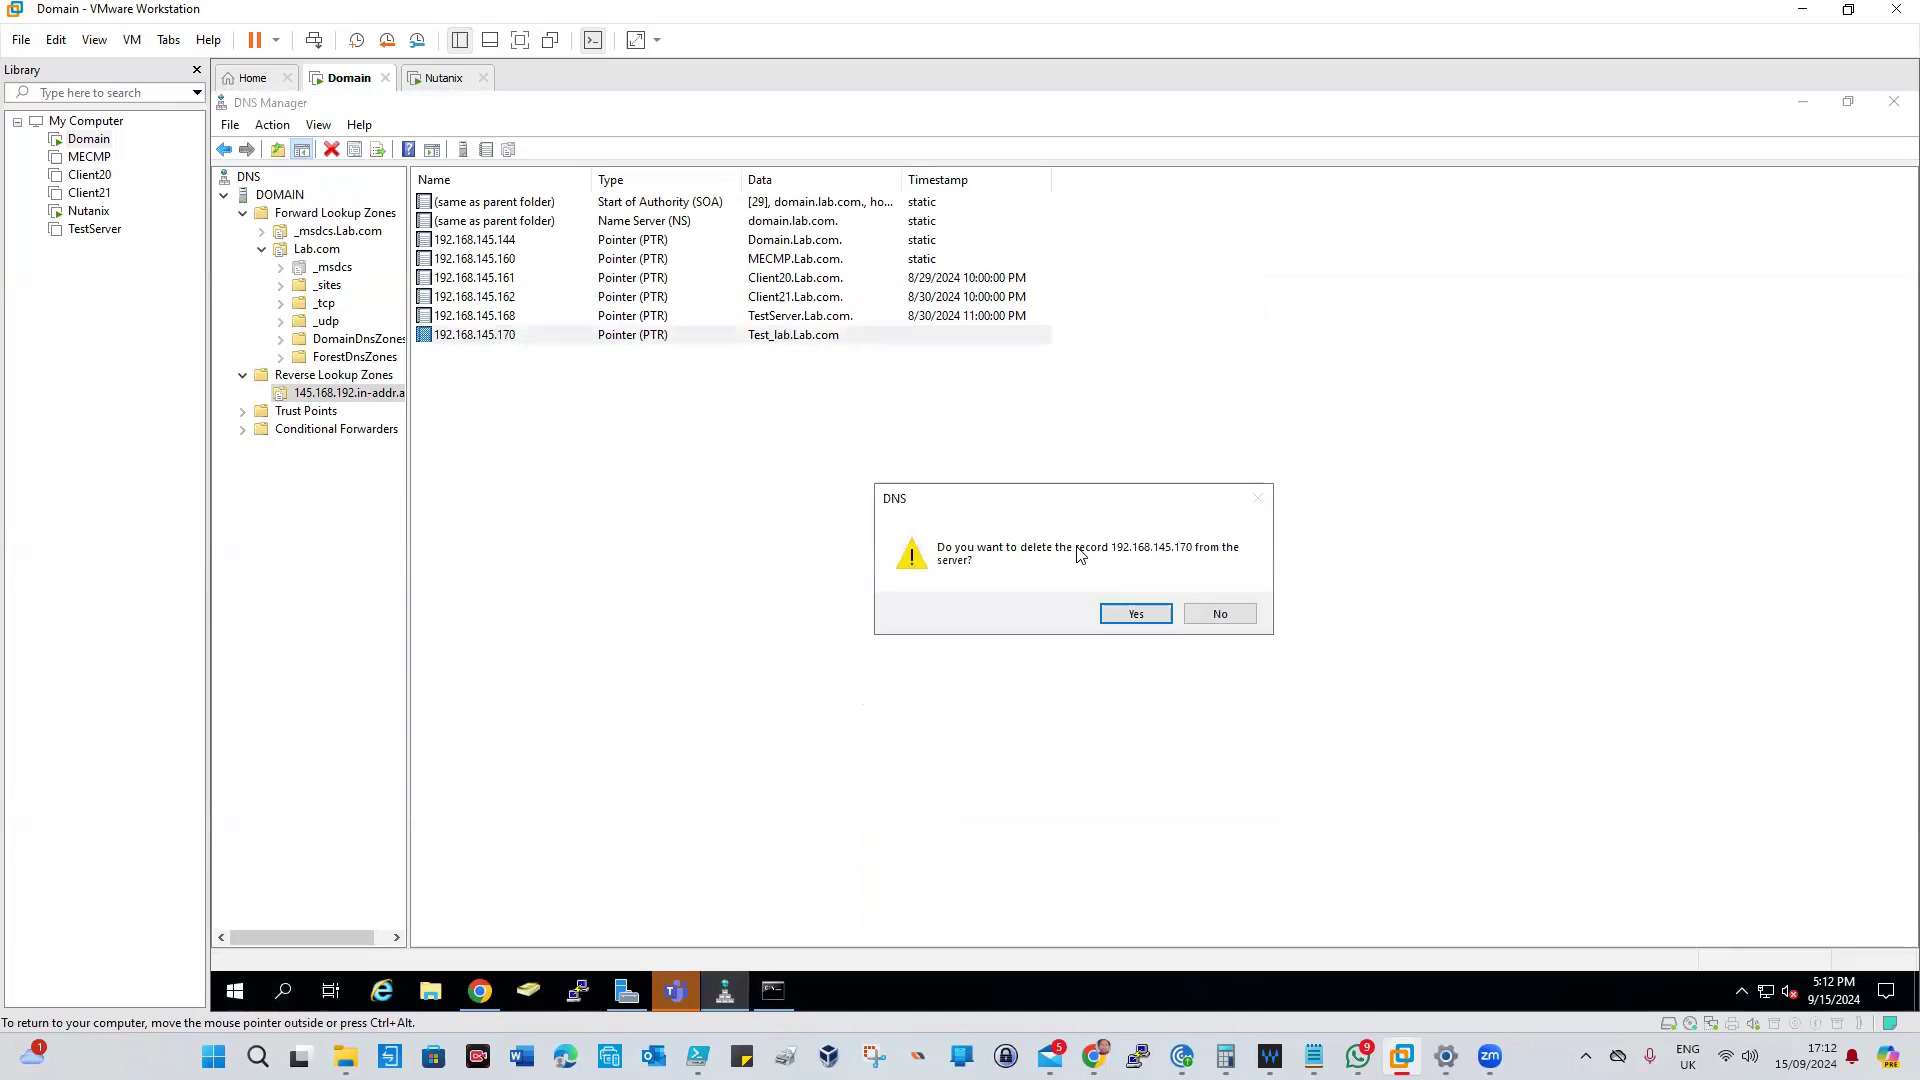 Domain - VMware Workstation
File Edit View VM Tabs Help
Library
Type here to search
My Computer
Domain
MECMP
Client20
Client21
Nutanix
TestServer
Home
Domain
Nutanix
DNS Manager
File Action View Help
DNS
DOMAIN
Forward Lookup Zones
_msdcs.Lab.com
Lab.com
_msdcs
_sites
_tcp
_udp
DomainDnsZones
ForestDnsZones
Reverse Lookup Zones
145.168.192.in-addr.a
Trust Points
Conditional Forwarders
Name Type Data Timestamp
(same as parent folder) Start of Authority (SOA) [29], domain.lab.com., ho... static
(same as parent folder) Name Server (NS) domain.lab.com. static
192.168.145.144 Pointer (PTR) Domain.Lab.com. static
192.168.145.160 Pointer (PTR) MECMP.Lab.com. static
192.168.145.161 Pointer (PTR) Client20.Lab.com. 8/29/2024 10:00:00 PM
192.168.145.162 Pointer (PTR) Client21.Lab.com. 8/30/2024 10:00:00 PM
192.168.145.168 Pointer (PTR) TestServer.Lab.com. 8/30/2024 11:00:00 PM
192.168.145.170 Pointer (PTR) Test_lab.Lab.com
DNS
Do you want to delete the record 192.168.145.170 from the
server?
Yes No
5:12 PM
9/15/2024
To return to your computer, move the mouse pointer outside or press Ctrl+Alt.
1
5
9
zm
ENG
UK
17:12
15/09/2024
PRE